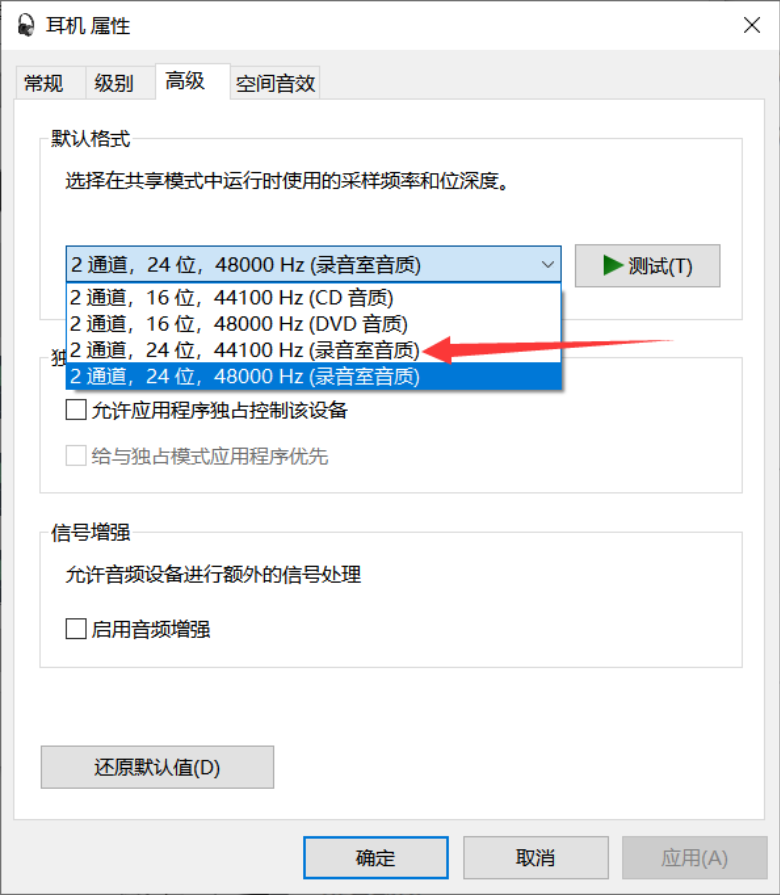 耳机 属性
常规 级别 高级 空间音效
默认格式
选择在共享模式中运行时使用的采样频率和位深度。
2 通道，24 位，48000 Hz (录音室音质) 测试(T)
2 通道，16 位，44100 Hz (CD 音质)
2 通道，16 位，48000 Hz (DVD 音质)
2 通道，24 位，44100 Hz (录音室音质)
独
2 通道，24 位，48000 Hz (录音室音质)
允许应用程序独占控制该设备
给与独占模式应用程序优先
信号增强
允许音频设备进行额外的信号处理
启用音频增强
还原默认值(D)
确定 取消 应用(A)